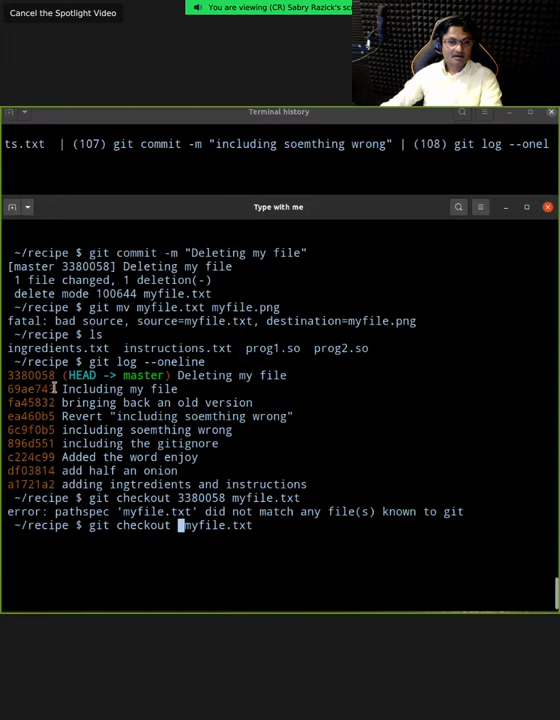 Cancel the Spotlight Video
You are viewing (CR) Sabry Razick's sc
Terminal history
ts.txt | (107) git commit -m "including soemthing wrong" | (108) git log --onel
Type with me
~/recipe $ git commit -m "Deleting my file"
[master 3380058] Deleting my file
1 file changed, 1 deletion(-)
delete mode 100644 myfile.txt
~/recipe $ git mv myfile.txt myfile.png
fatal: bad source, source=myfile.txt, destination=myfile.png
~/recipe $ ls
ingredients.txt instructions.txt prog1.so prog2.so
~/recipe $ git log --oneline
3380058 (HEAD -> master) Deleting my file
Including my file
fa45832 bringing back an old version
ea460b5 Revert "including soemthing wrong"
6c9f0b5 including somthing wrong
896d551 including the gitignore
c224c99 Added the word enjoy
df03814 add half an onion
a1721a2 adding ingtredients and instructions
~/recipe $ git checkout 3380058 myfile.txt
error: pathspec 'myfile.txt' did not match any file(s) known to git
~/recipe $ git checkout myfile.txt